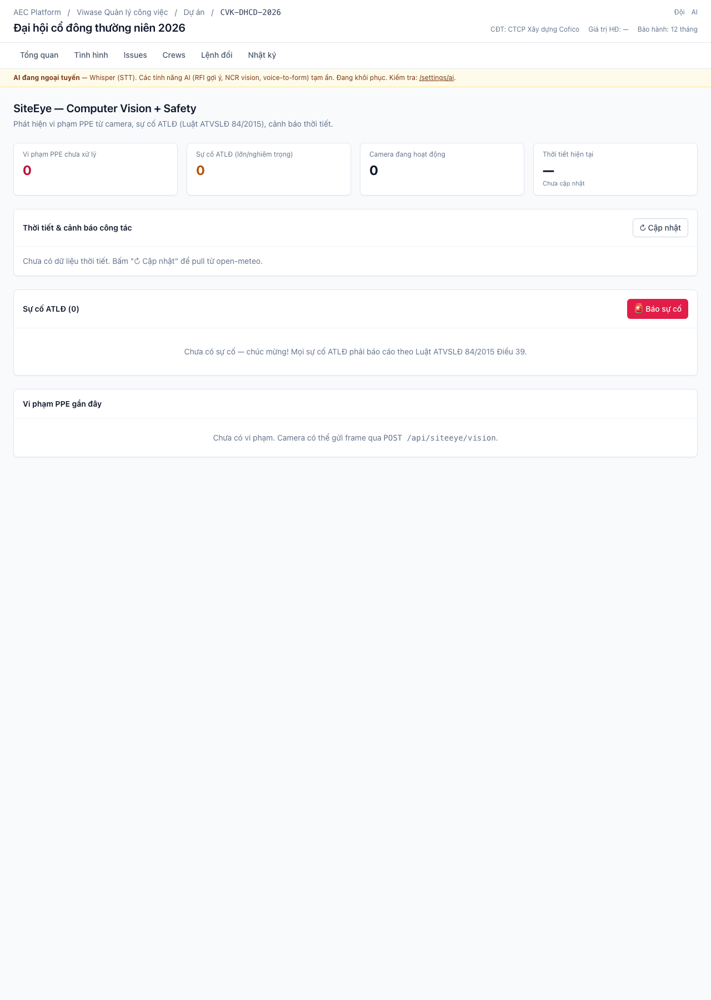 AEC Platform / Viwase Quản lý công việc / Dự án / CVK-DHCD-2026
Đội AI
Đại hội cổ đông thường niên 2026
CĐT: CTCP Xây dựng Cofico Giá trị HĐ: — Bảo hành: 12 tháng
Tổng quan Tình hình Issues Crews Lệnh đổi Nhật ký
AI đang ngoại tuyến — Whisper (STT). Các tính năng AI (RFI gợi ý, NCR vision, voice-to-form) tạm ẩn. Đang khôi phục. Kiểm tra: /settings/ai.
SiteEye — Computer Vision + Safety
Phát hiện vi phạm PPE từ camera, sự cố ATLĐ (Luật ATVSLĐ 84/2015), cảnh báo thời tiết.
Vi phạm PPE chưa xử lý
0
Sự cố ATLĐ (lớn/nghiêm trọng)
0
Camera đang hoạt động
0
Thời tiết hiện tại
—
Chưa cập nhật
Thời tiết & cảnh báo công tác
↻ Cập nhật
Chưa có dữ liệu thời tiết. Bấm "↻ Cập nhật" để pull từ open-meteo.
Sự cố ATLĐ (0)
🚨 Báo sự cố
Chưa có sự cố — chúc mừng! Mọi sự cố ATLĐ phải báo cáo theo Luật ATVSLĐ 84/2015 Điều 39.
Vi phạm PPE gần đây
Chưa có vi phạm. Camera có thể gửi frame qua POST /api/siteeye/vision.